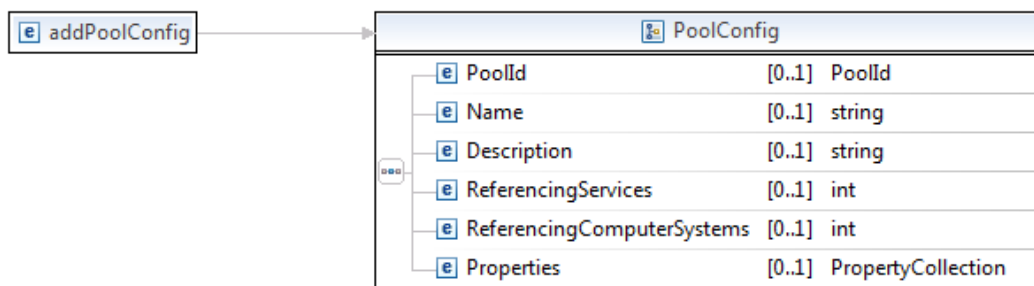 e addPoolConfig
PoolConfig
e PoolId [0..1] PoolId
e Name [0..1] string
e Description [0..1] string
e ReferencingServices [0..1] int
e ReferencingComputerSystems [0..1] int
e Properties [0..1] PropertyCollection